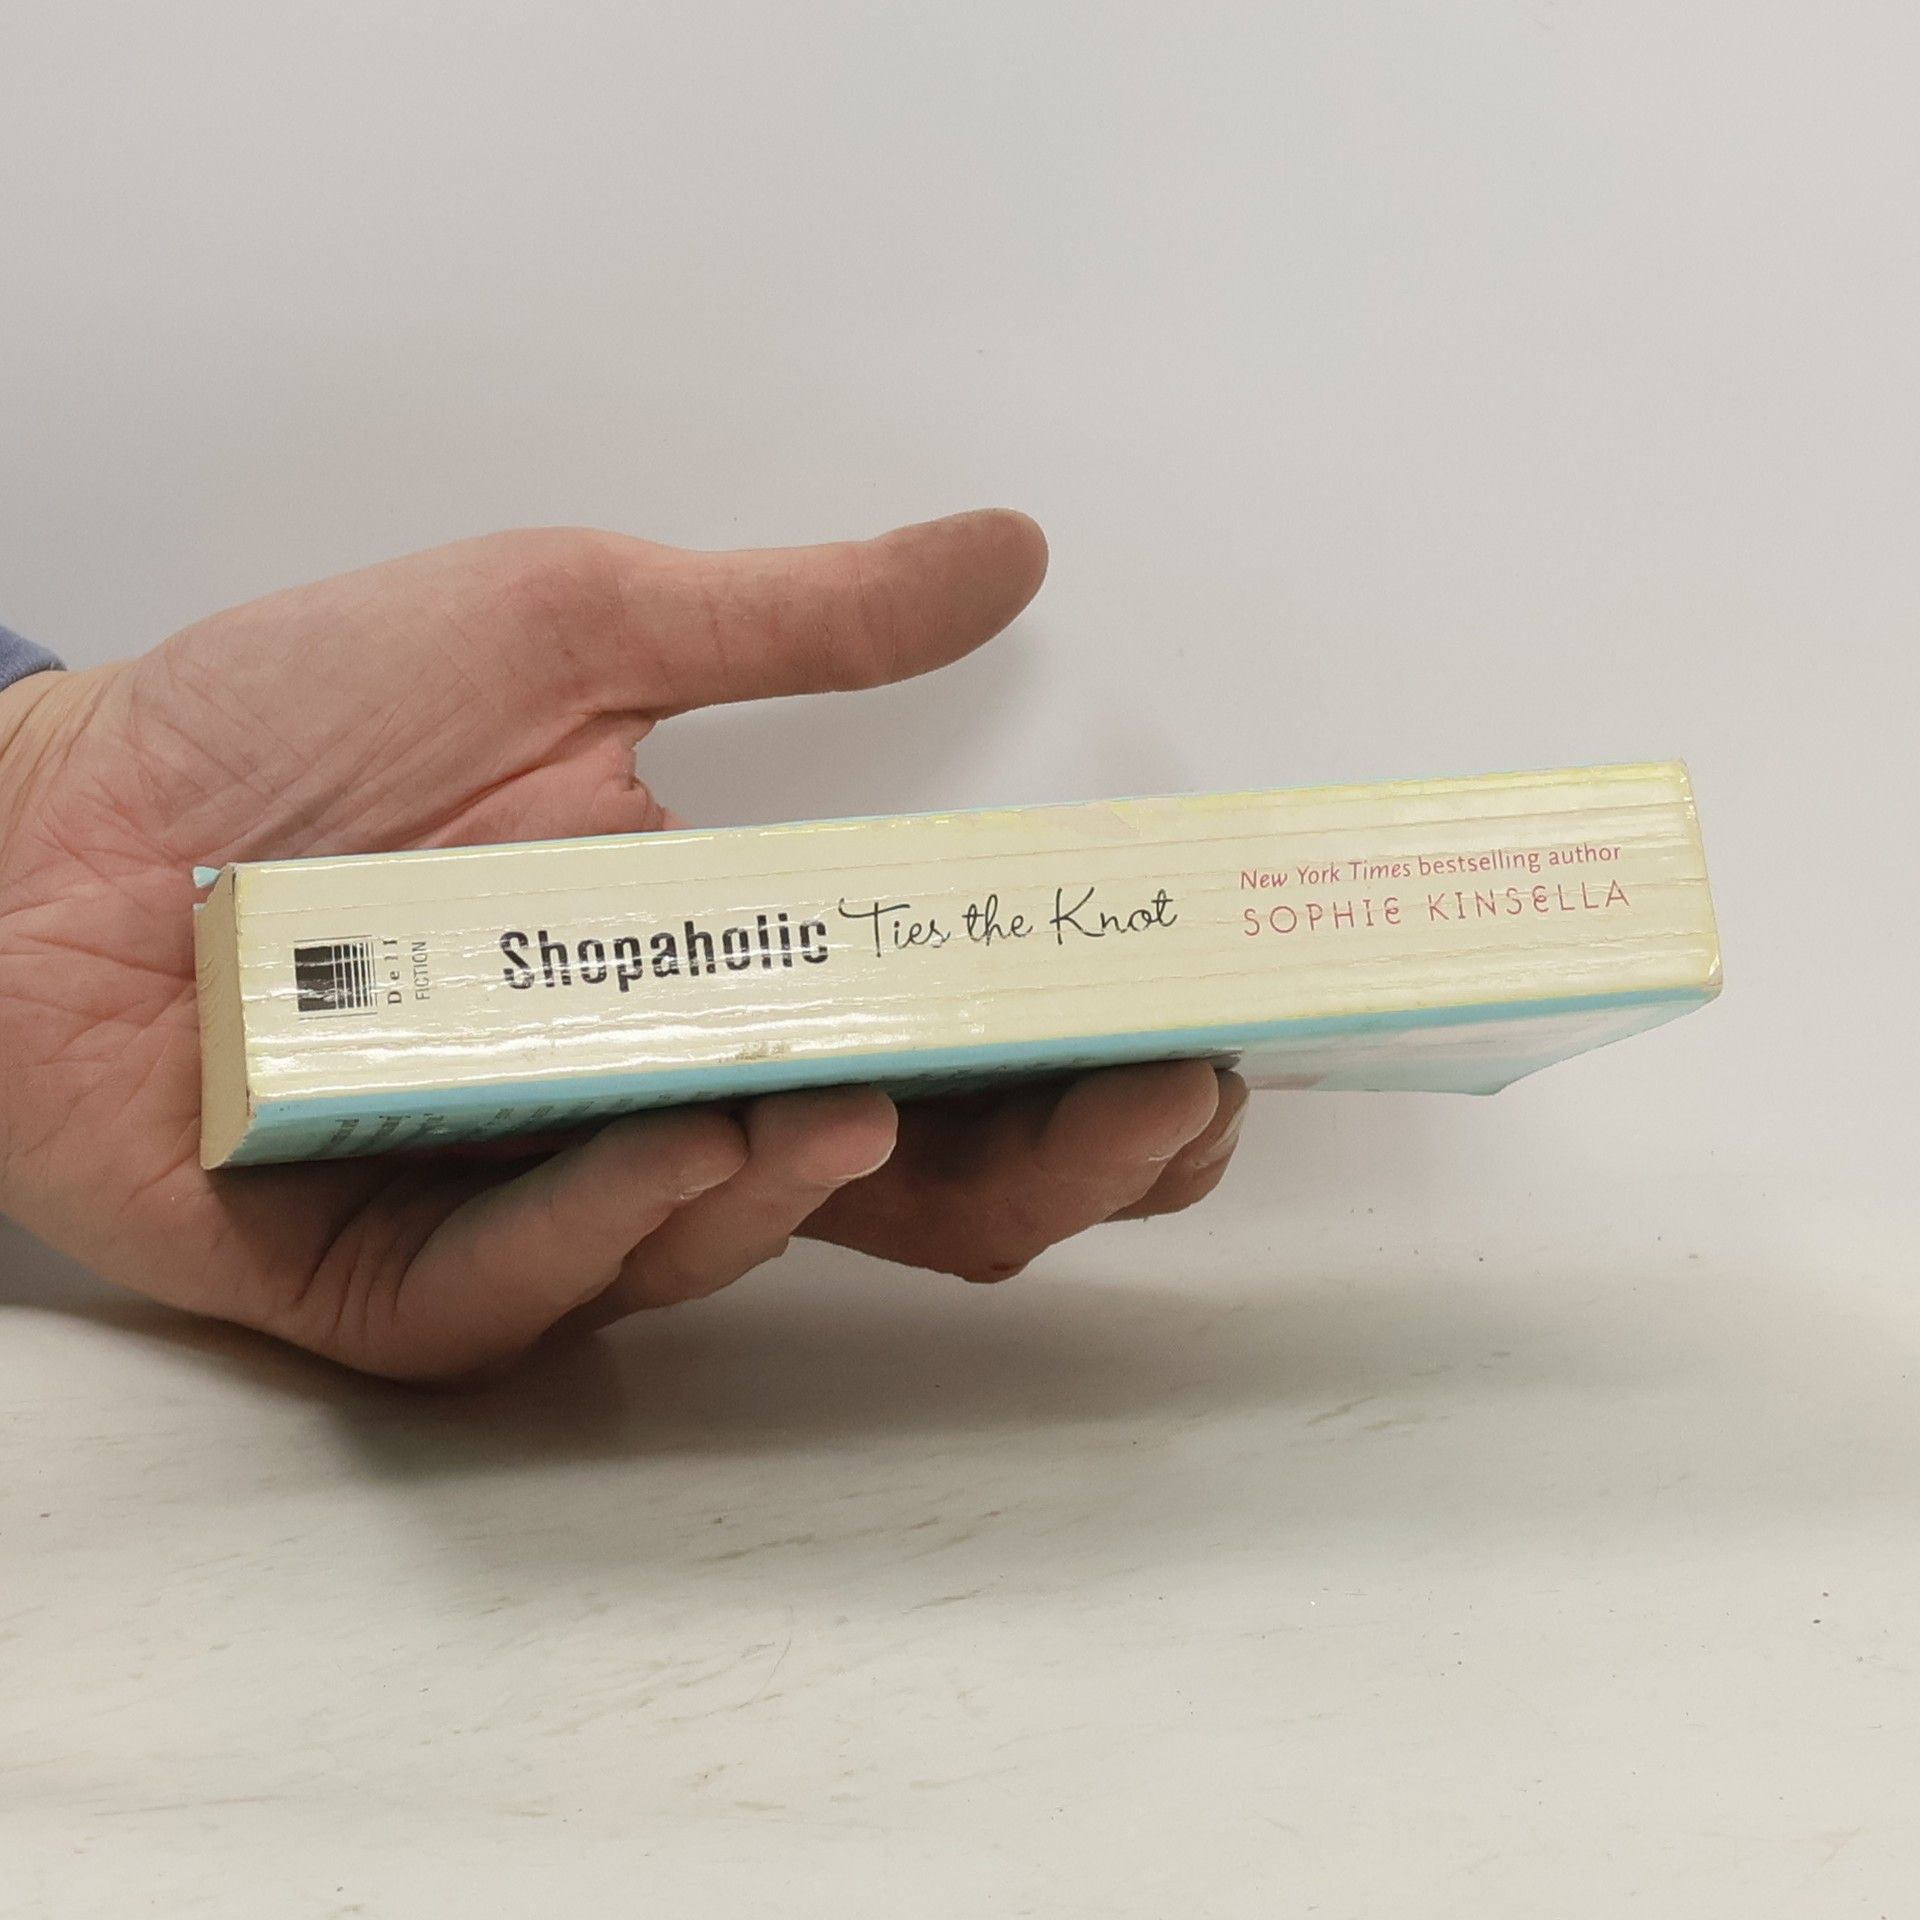 Dell
FICTION
Shopaholic Ties the Knot
New York Times bestselling author
SOPHIE KINSELLA